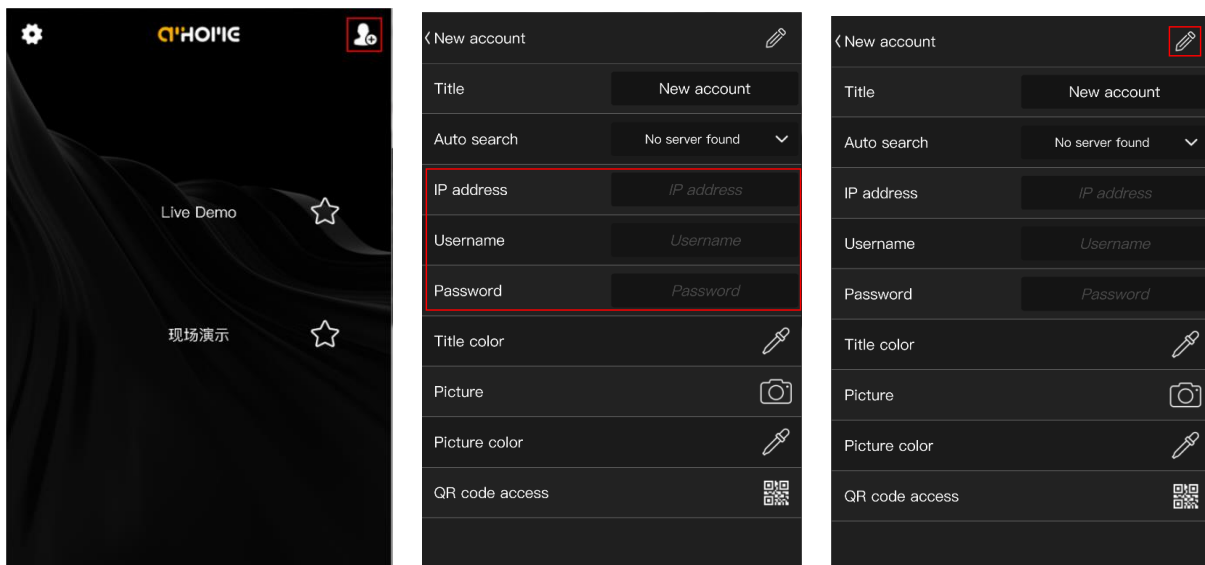 a'HOME
Live Demo
现场演示
New account
Title New account
Auto search No server found
IP address IP address
Username Username
Password Password
Title color
Picture
Picture color
QR code access
New account
Title New account
Auto search No server found
IP address IP address
Username Username
Password Password
Title color
Picture
Picture color
QR code access